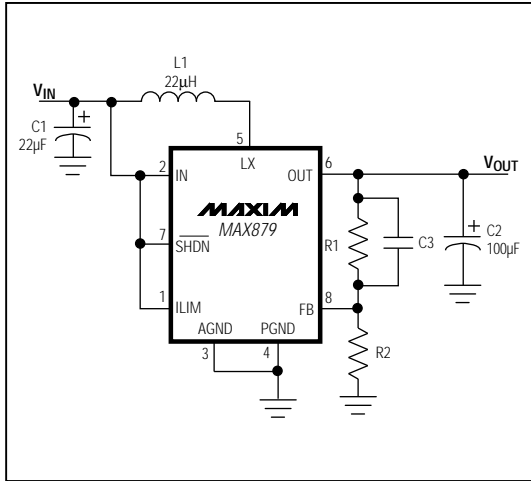 L1
22µH
VIN
C1
22µF
+
5
LX
2
IN
6
OUT
VOUT
MAXIM
MAX879
7
SHDN
R1
C3
+
C2
100µF
1
ILIM
8
FB
AGND
PGND
3
4
R2